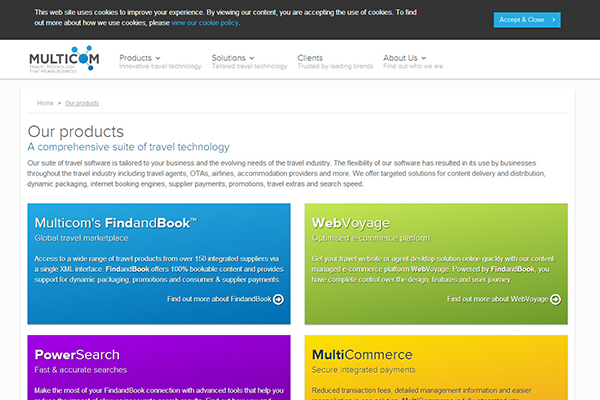 This web site uses cookies to improve your experience. By viewing our content, you are accepting the use of cookies. To find
out more about how we use cookies, please view our cookie policy.
Accept & Close
MULTICOM
TRAVEL TECHNOLOGY
THAT MEANS BUSINESS
Products
Innovative travel technology
Solutions
Tailored travel technology
Clients
Trusted by leading brands
About Us
Find out who we are
Home > Our products
Our products
A comprehensive suite of travel technology
Our suite of travel software is tailored to your business and the evolving needs of the travel industry. The flexibility of our software has resulted in its use by businesses
throughout the travel industry including travel agents, OTAs, airlines, accommodation providers and more. We offer targeted solutions for content delivery and distribution,
dynamic packaging, internet booking engines, supplier payments, promotions, travel extras and search speed.
Multicom's FindandBook™
Global travel marketplace
Access to a wide range of travel products from over 150 integrated suppliers via
a single XML interface. FindandBook offers 100% bookable content and provides
support for dynamic packaging, promotions and consumer & supplier payments.
Find out more about FindandBook
WebVoyage
Optimised e-commerce platform
Get your travel website or agent desktop solution online quickly with our content-
managed e-commerce platform WebVoyage. Powered by FindandBook, you
have complete control over the design, features and user journey.
Find out more about WebVoyage
PowerSearch
Fast & accurate searches
Make the most of your FindandBook connection with advanced tools that help you
MultiCommerce
Secure integrated payments
Reduced transaction fees, detailed management information and easier